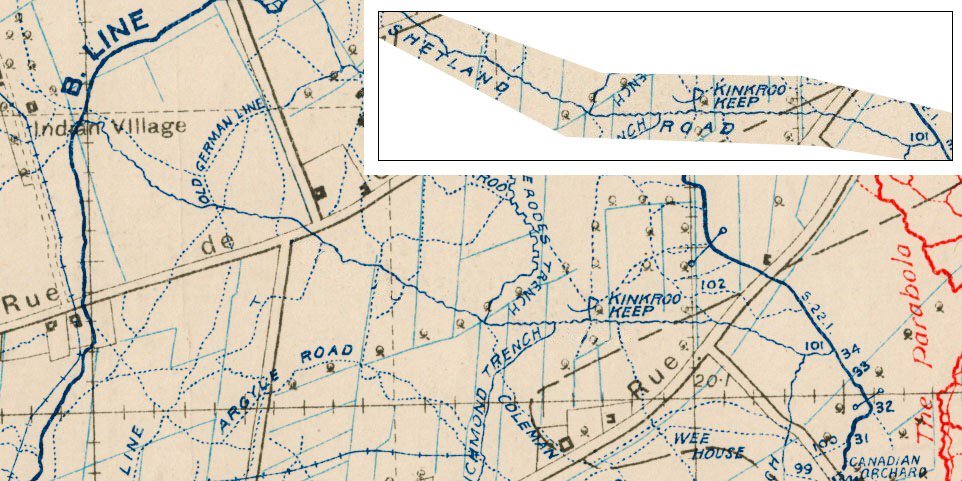 B. LINE
Indian Village
OLD GERMAN LINE
SHETLAND
ROAD
KINKROO
KEEP
101
Rue
de
TRENCH
102
KINKROO
KEEP
S.22.1
101
34
33
32
31
100
99
ARGYLE ROAD
LINE
TRENCH
COLEMAN
Rue
20.1
WEE
HOUSE
CANADIAN
ORCHARD
The Parabola